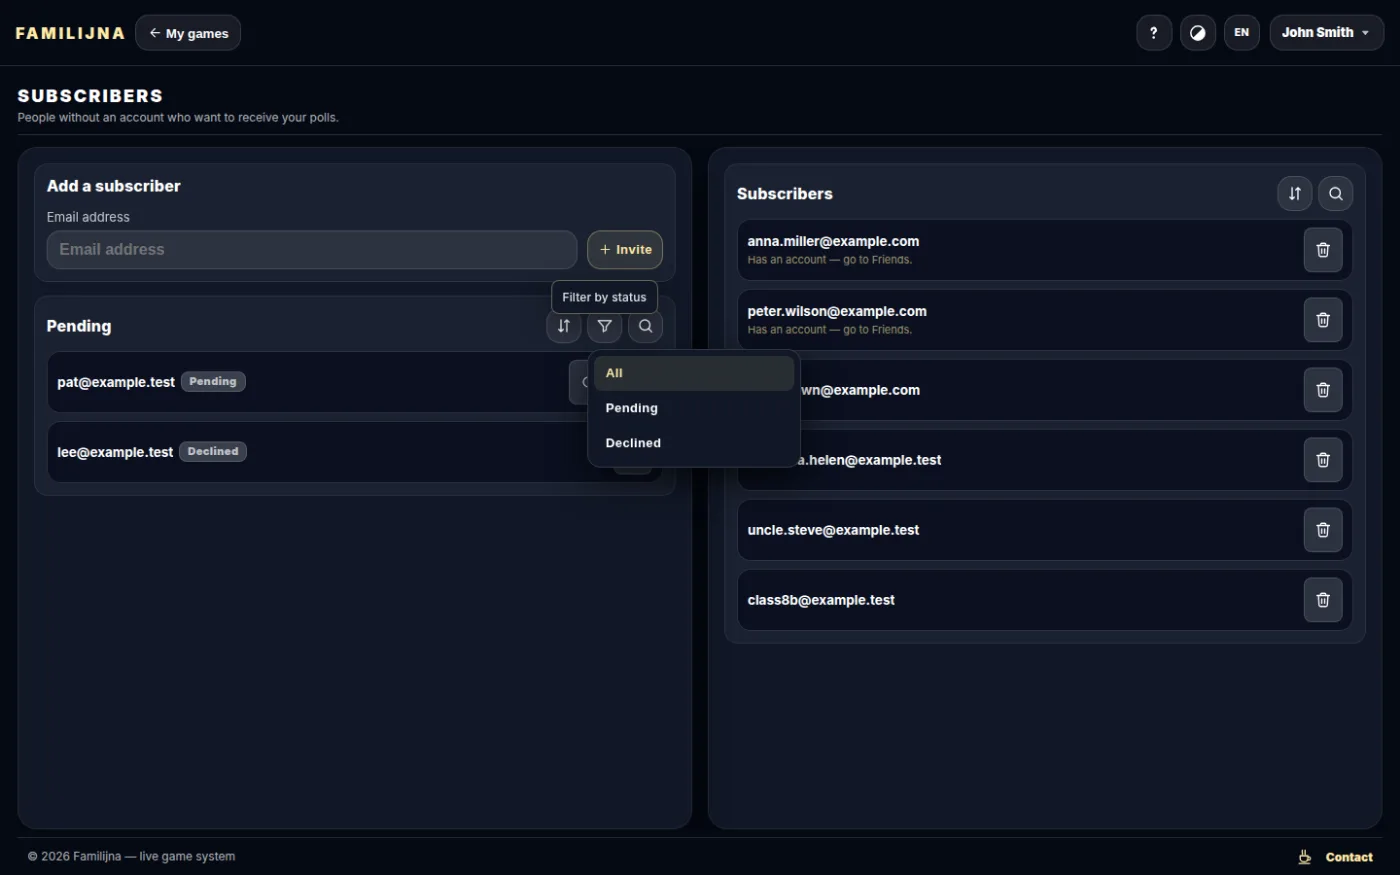 FAMILIJNA
← My games
?
EN
John Smith
SUBSCRIBERS
People without an account who want to receive your polls.
Add a subscriber
Email address
Email address
+ Invite
Filter by status
Pending
pat@example.test Pending
lee@example.test Declined
All
Pending
Declined
Subscribers
anna.miller@example.com
Has an account — go to Friends.
peter.wilson@example.com
Has an account — go to Friends.
wn@example.com
a.helen@example.test
uncle.steve@example.test
class8b@example.test
© 2026 Familijna — live game system
Contact